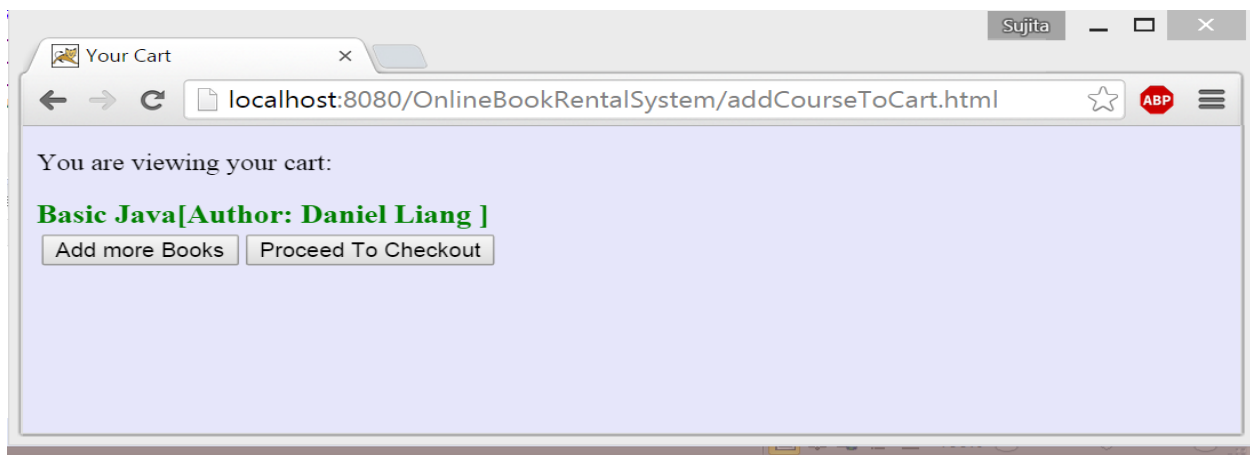 Sujita
Your Cart
localhost:8080/OnlineBookRentalSystem/addCourseToCart.html
ABP
You are viewing your cart:
Basic Java[Author: Daniel Liang ]
Add more Books Proceed To Checkout